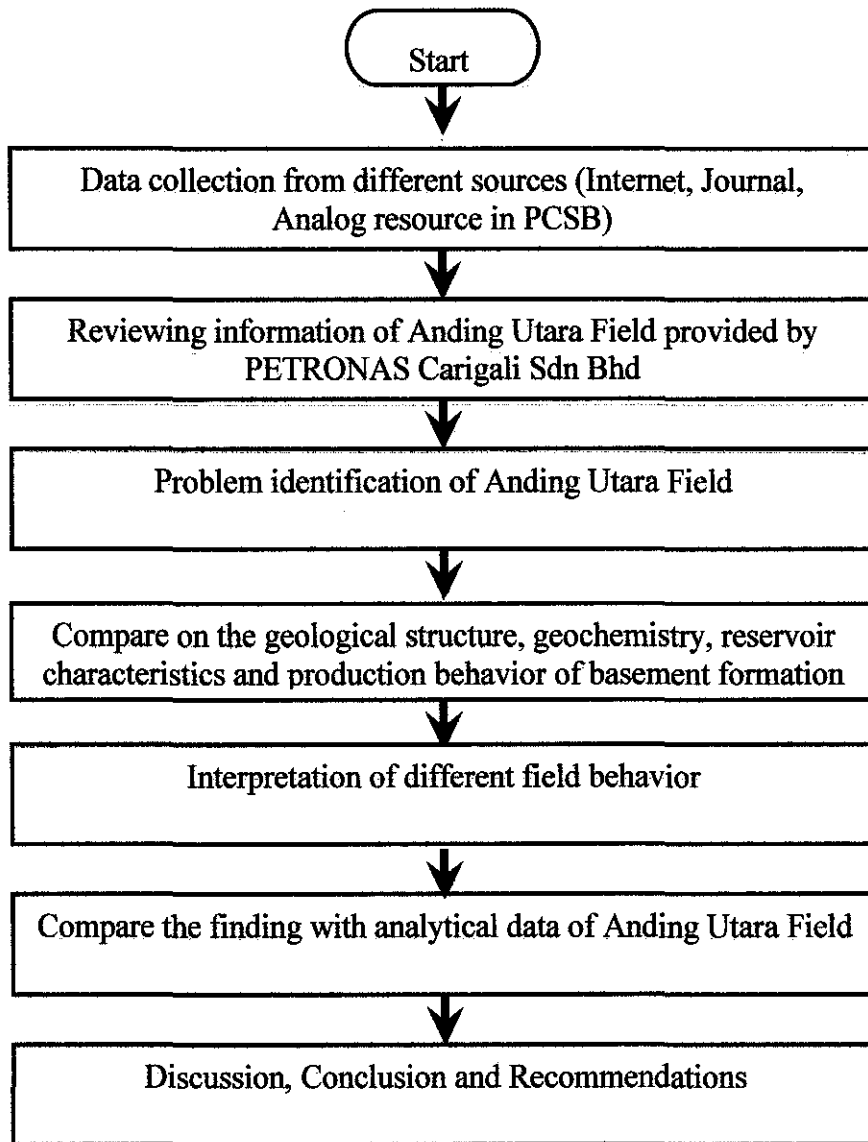 Start
Data collection from different sources (Internet, Journal,
Analog resource in PCSB)
Reviewing information of Anding Utara Field provided by
PETRONAS Carigali Sdn Bhd
Problem identification of Anding Utara Field
Compare on the geological structure, geochemistry, reservoir
characteristics and production behavior of basement formation
Interpretation of different field behavior
Compare the finding with analytical data of Anding Utara Field
Discussion, Conclusion and Recommendations